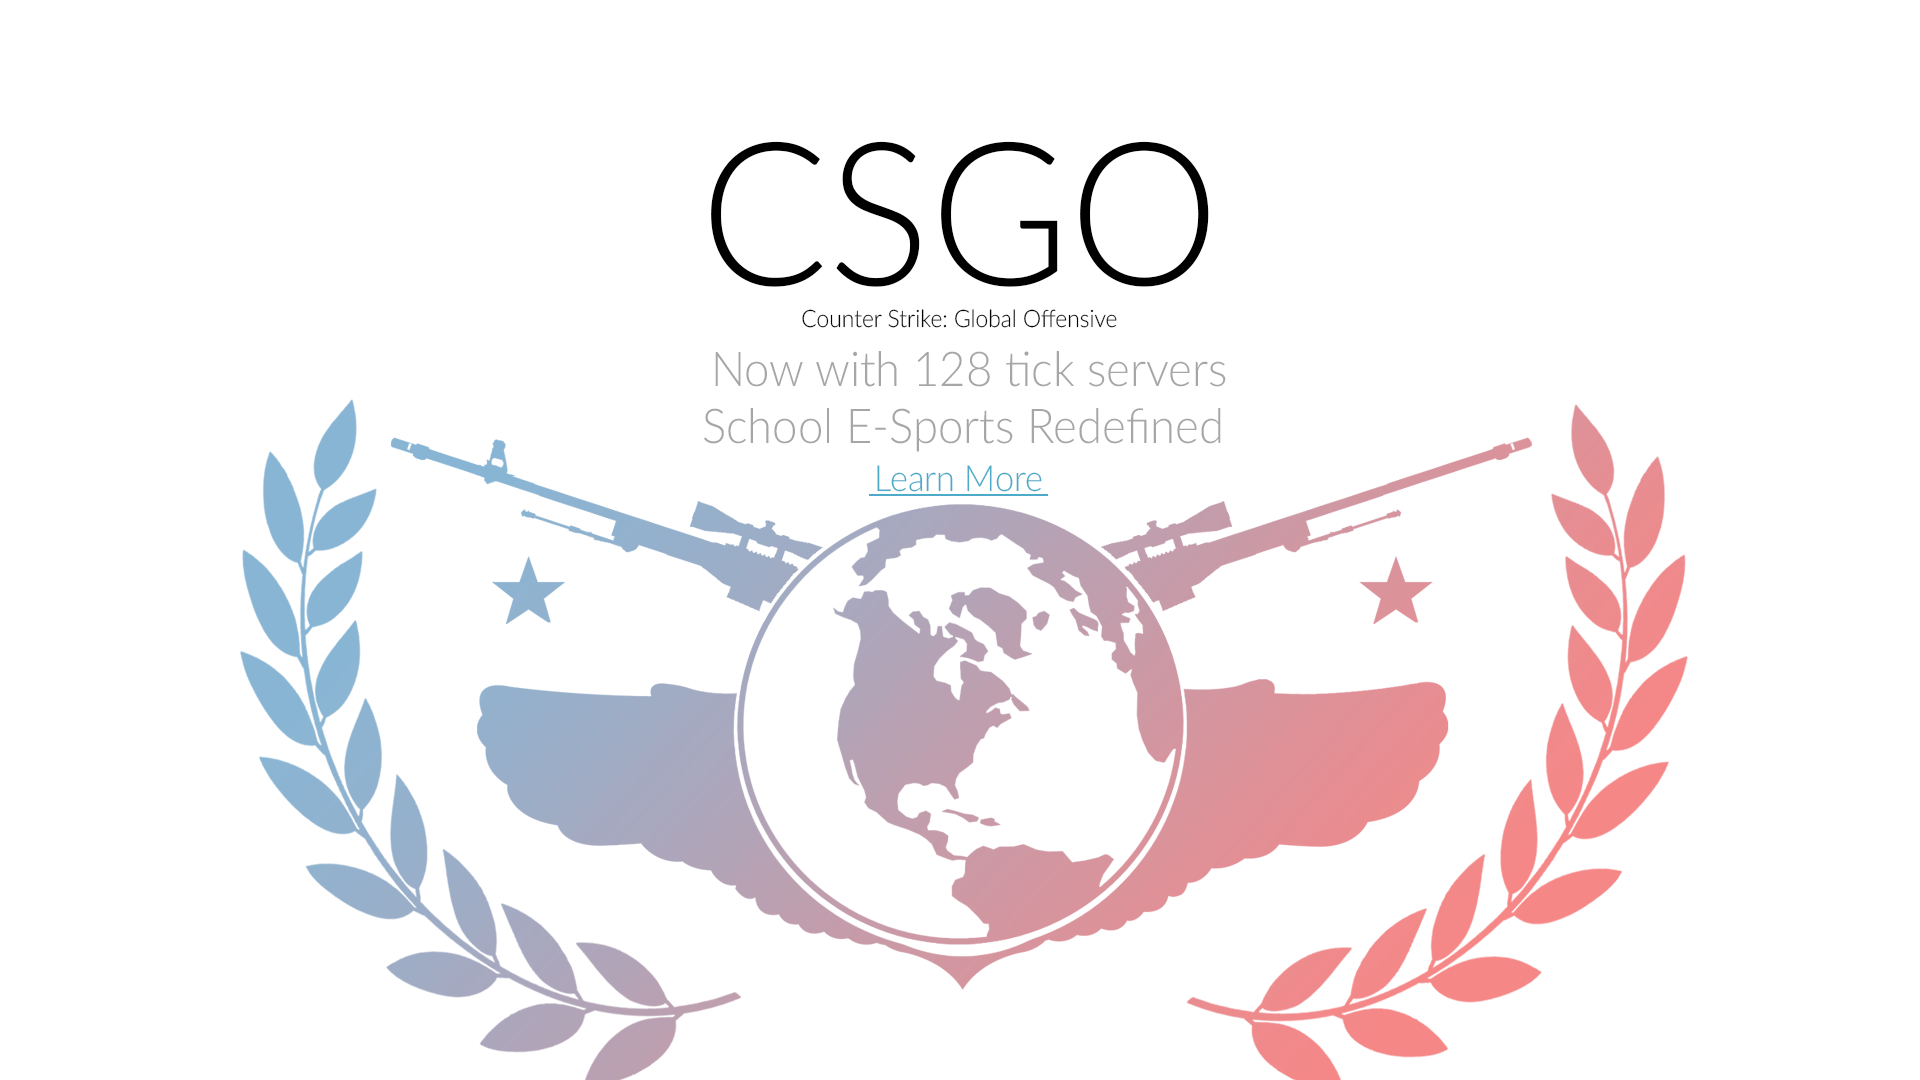 CSGO
Counter Strike: Global Offensive
Now with 128 tick servers
School E-Sports Redefined
Learn More